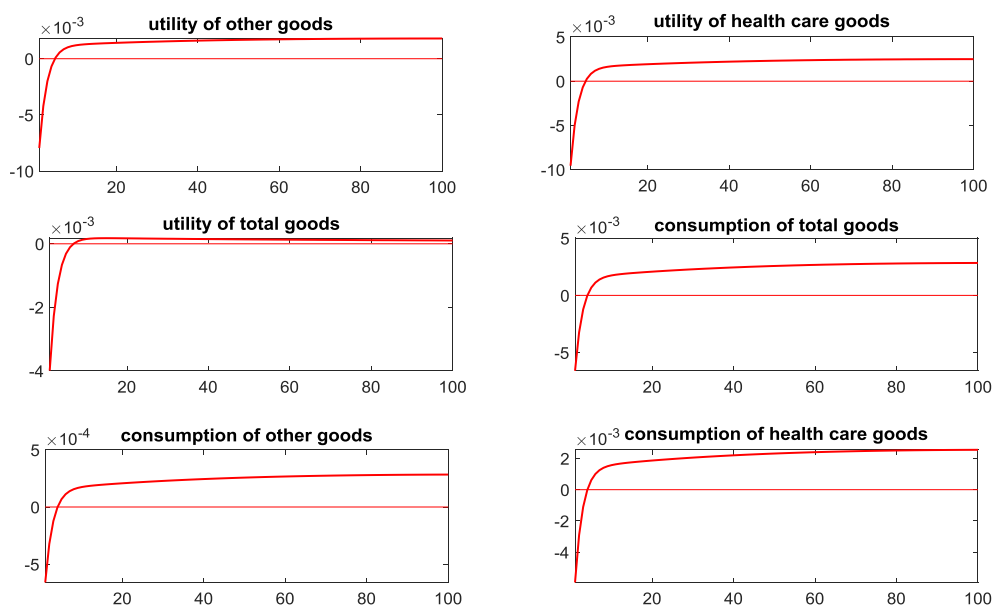 ×10-3
utility of other goods
0
-5
-10
20 40 60 80 100
×10-3
utility of health care goods
5
0
-5
-10
20 40 60 80 100
×10-3
utility of total goods
0
-2
-4
20 40 60 80 100
×10-3
consumption of total goods
5
0
-5
20 40 60 80 100
×10-4
consumption of other goods
5
0
-5
20 40 60 80 100
×10-3
consumption of health care goods
2
0
-2
-4
20 40 60 80 100